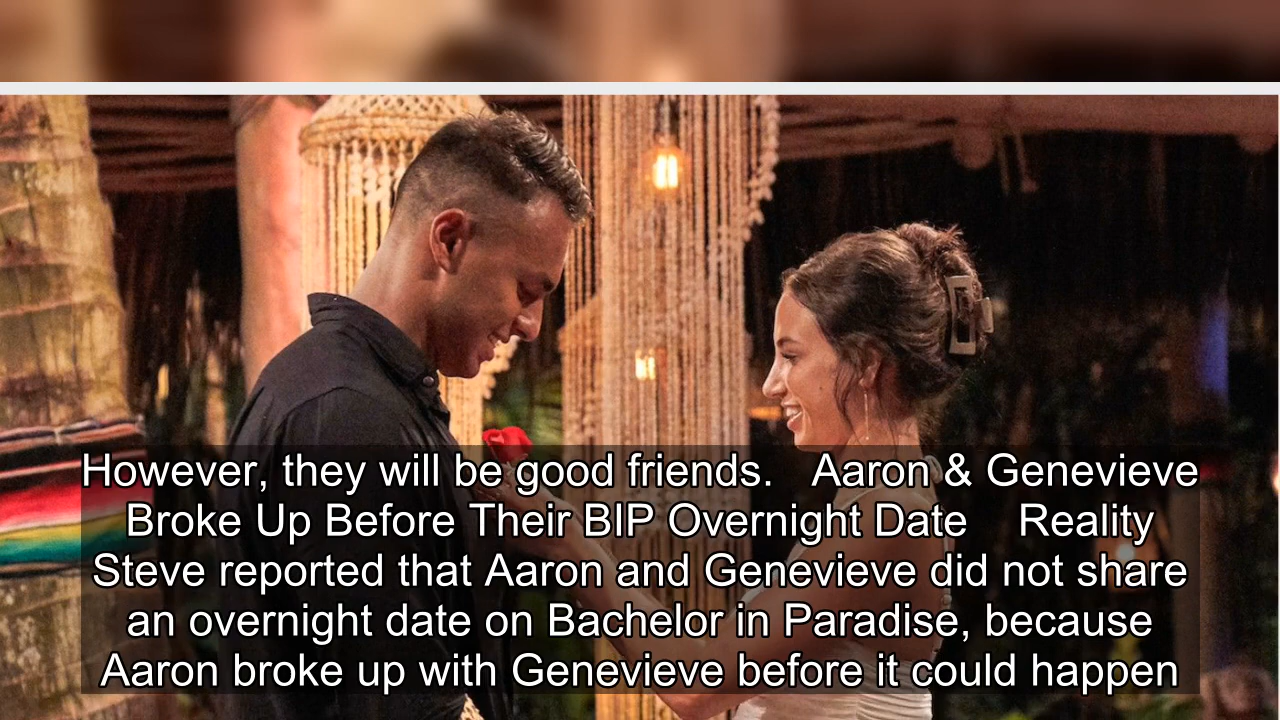 However, they will be good friends.   Aaron & Genevieve
Broke Up Before Their BIP Overnight Date    Reality
Steve reported that Aaron and Genevieve did not share
an overnight date on Bachelor in Paradise, because
Aaron broke up with Genevieve before it could happen